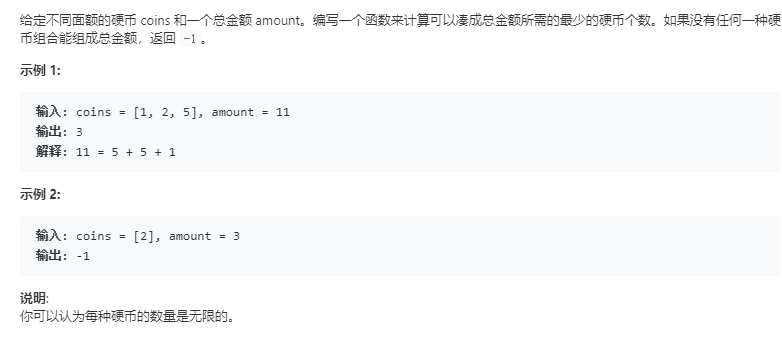 给定不同面额的硬币 coins 和一个总金额 amount。编写一个函数来计算可以凑成总金额所需的最少的硬币个数。如果没有任何一种硬
币组合能组成总金额，返回 -1。
示例 1:
输入: coins = [1, 2, 5], amount = 11
输出: 3
解释: 11 = 5 + 5 + 1
示例 2:
输入: coins = [2], amount = 3
输出: -1
说明:
你可以认为每种硬币的数量是无限的。